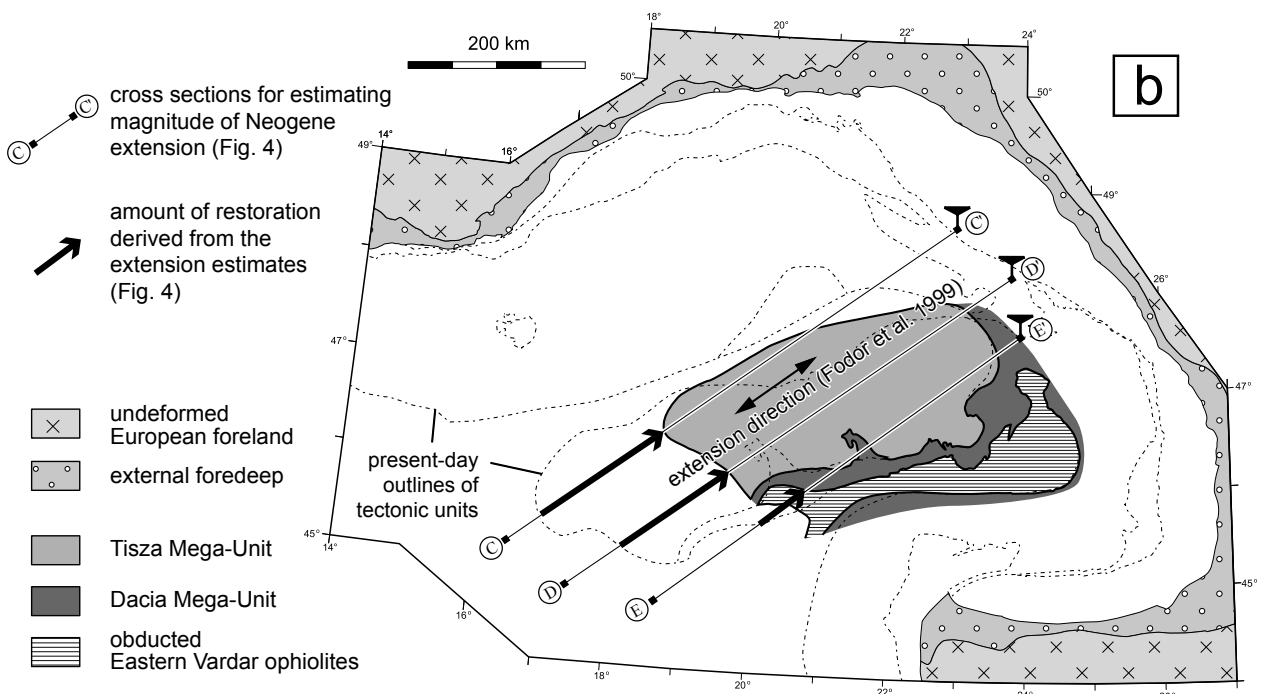 200 km
b
C
C'
cross sections for estimating
magnitude of Neogene
extension (Fig. 4)
amount of restoration
derived from the
extension estimates
(Fig. 4)
undeformed
European foreland
external foredeep
Tisza Mega-Unit
Dacia Mega-Unit
obducted
Eastern Vardar ophiolites
present-day
outlines of
tectonic units
extension direction (Fodor et al. 1999)
C
C'
D
D'
E
E'
18°
20°
22°
24°
50°
50°
49°
14°
16°
49°
26°
47°
47°
45°
14°
45°
16°
18°
20°
22°